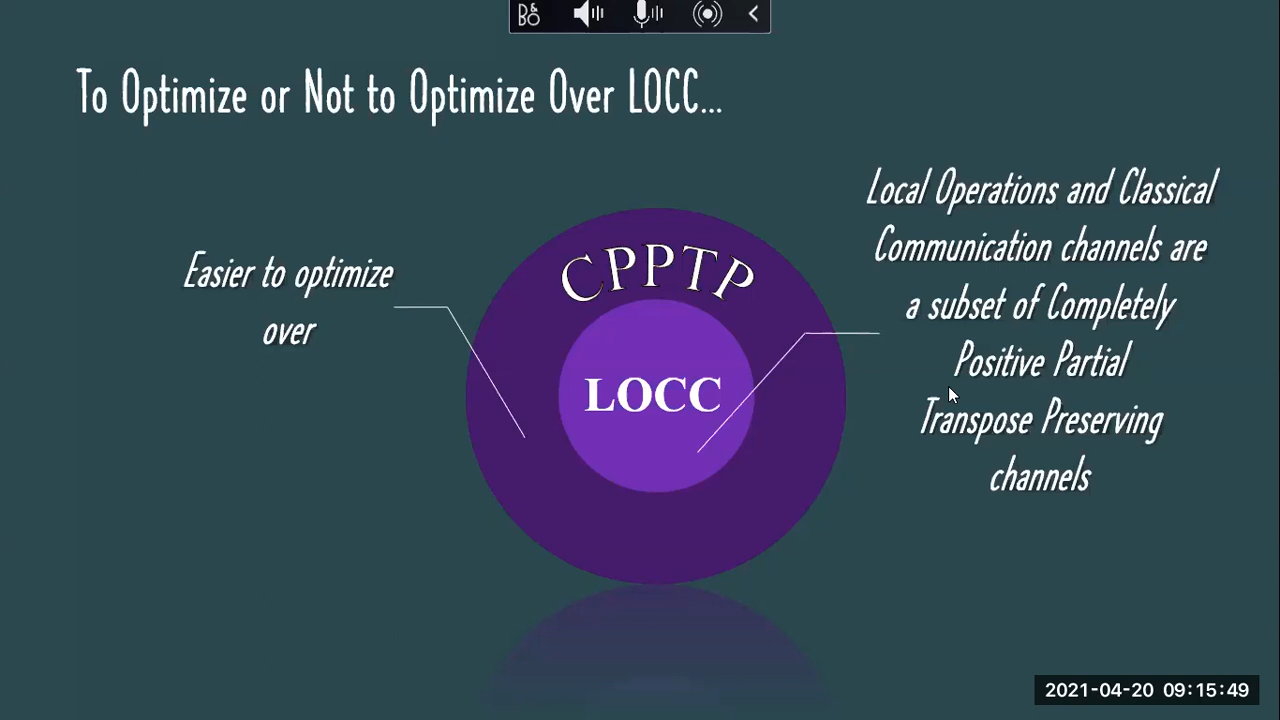 B&O
To Optimize or Not to Optimize Over LOCC...
Easier to optimize
over
CPPTP
LOCC
Local Operations and Classical
Communication channels are
a subset of Completely
Positive Partial
Transpose Preserving
channels
2021-04-20 09:15:49